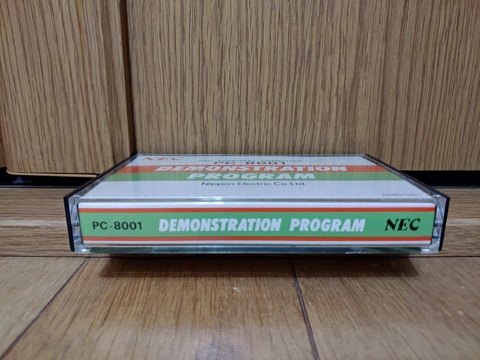 NEC
PC-8001
DEMONSTRATION
PROGRAM
Nippon Electric Co.,Ltd.
PC-8001 DEMONSTRATION PROGRAM NEC